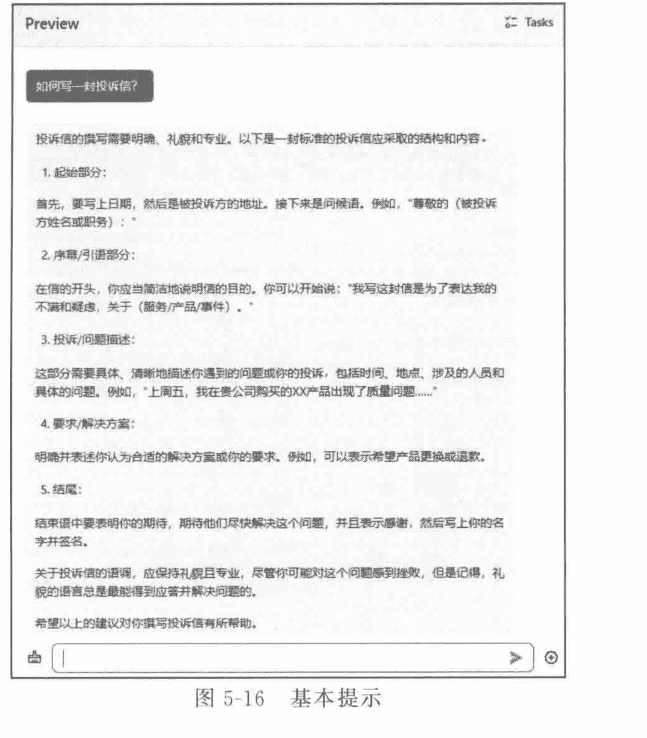 Preview
Tasks
如何写一封投诉信?
投诉信的撰写需要明确、礼貌和专业。以下是一封标准的投诉信应采取的结构和内容。
1. 起始部分:
首先，要写上日期，然后是被投诉方的地址。接下来是问候语。例如，“尊敬的（被投诉
方姓名或职务）：”
2. 序幕/引语部分:
在信的开头，你应当简洁地说明信的目的。你可以开始说：“我写这封信是为了表达我的
不满和疑虑，关于（服务/产品/事件）。”
3. 投诉/问题描述:
这部分需要具体、清晰地描述你遇到的问题或你的投诉，包括时间、地点、涉及的人员和
具体的问题。例如，“上周五，我在贵公司购买的XX产品出现了质量问题......”
4. 要求/解决方案:
明确并表述你认为合适的解决方案或你的要求。例如，可以表示希望产品更换或退款。
5. 结尾:
结束语中要表明你的期待，期待他们尽快解决这个问题，并且表示感谢，然后写上你的名
字并签名。
关于投诉信的语调，应保持礼貌且专业，尽管你可能对这个问题感到挫败，但是记得，礼
貌的语言总是最能得到应答并解决问题的。
希望以上的建议对你撰写投诉信有所帮助。
图 5-16 基本提示